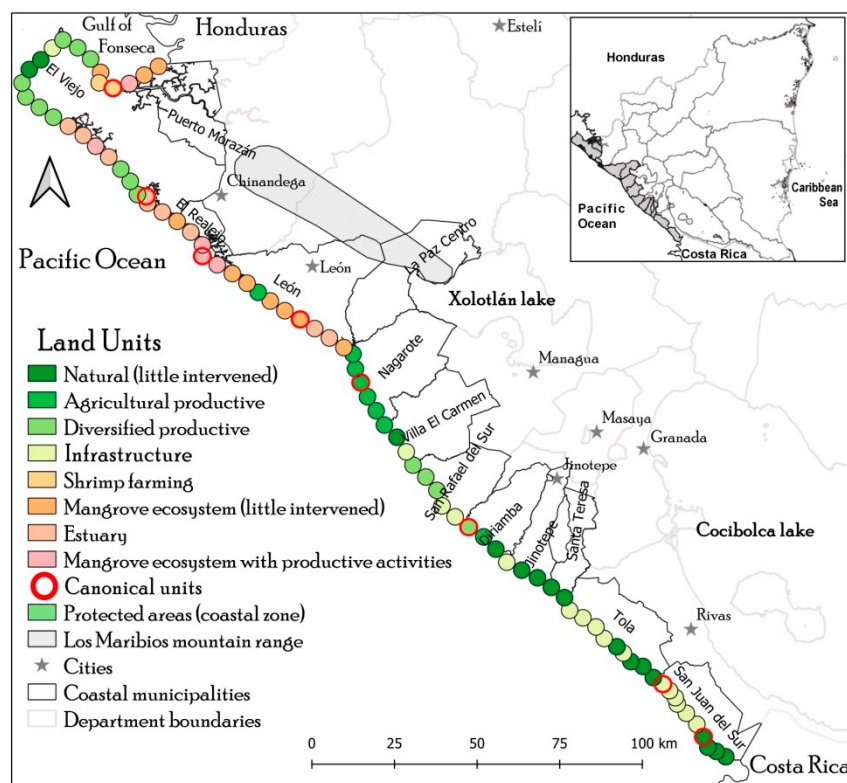 Gulf of
Fonseca
Honduras
Estelí
El Viejo
Puerto Morazán
Chinandega
El Realejo
Pacific Ocean
León
León
La Paz Centro
Xolotlán lake
Nagarote
Managua
Villa El Carmen
Masaya
Granada
San Rafael del Sur
Jinotepe
Diriamba
Jinotepe
Santa Teresa
Cocibolca lake
Tola
Rivas
San Juan del Sur
Costa Rica
Honduras
Caribbean
Sea
Pacific
Ocean
Costa Rica
Land Units
Natural (little intervened)
Agricultural productive
Diversified productive
Infrastructure
Shrimp farming
Mangrove ecosystem (little intervened)
Estuary
Mangrove ecosystem with productive activities
Canonical units
Protected areas (coastal zone)
Los Maribios mountain range
Cities
Coastal municipalities
Department boundaries
0 50 100 km